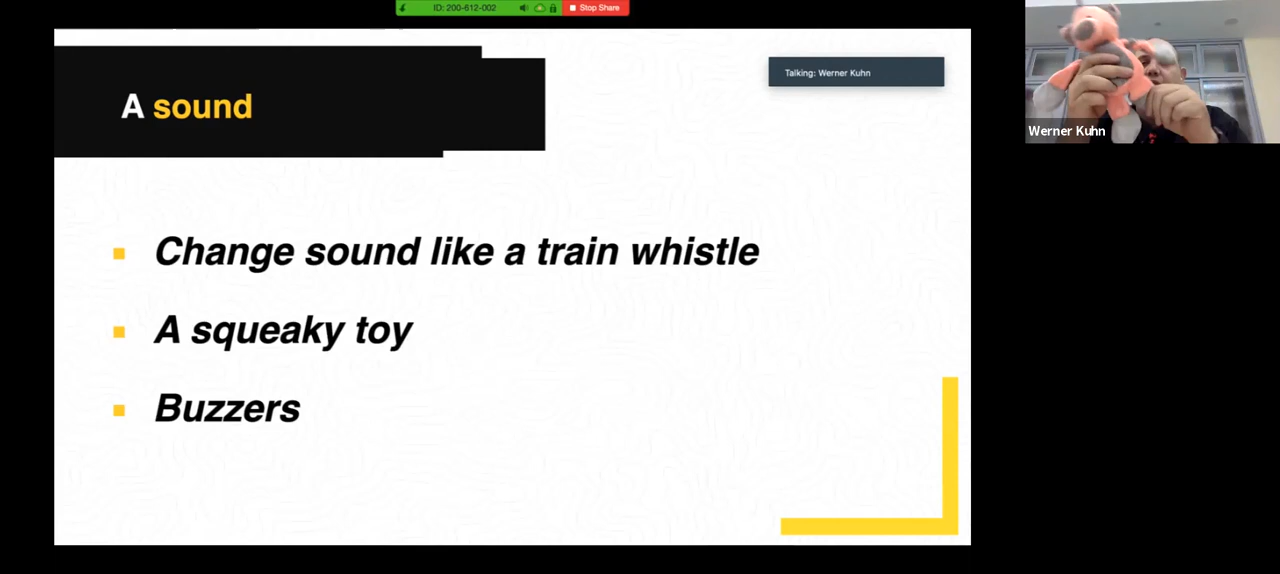 ID: 200-612-002
Stop Share
A sound
Talking: Werner Kuhn
Werner Kuhn
Change sound like a train whistle
A squeaky toy
Buzzers